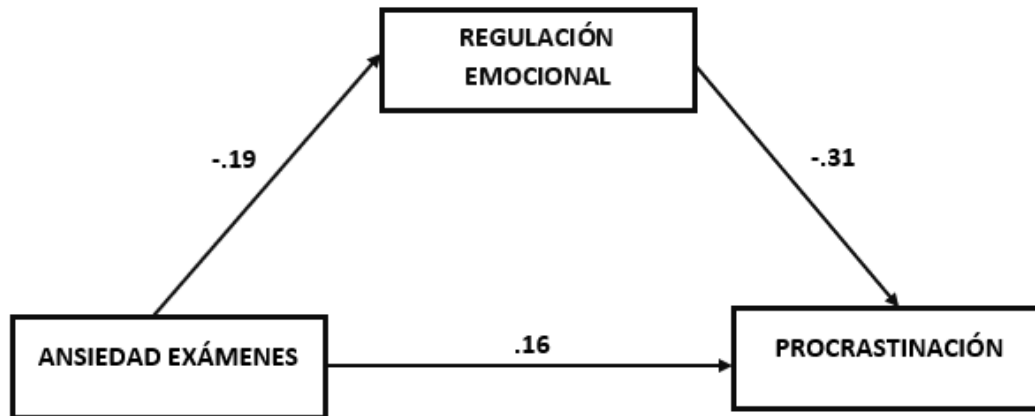 REGULACIÓN
EMOCIONAL
-.19
-.31
ANSIEDAD EXÁMENES
.16
PROCRASTINACIÓN